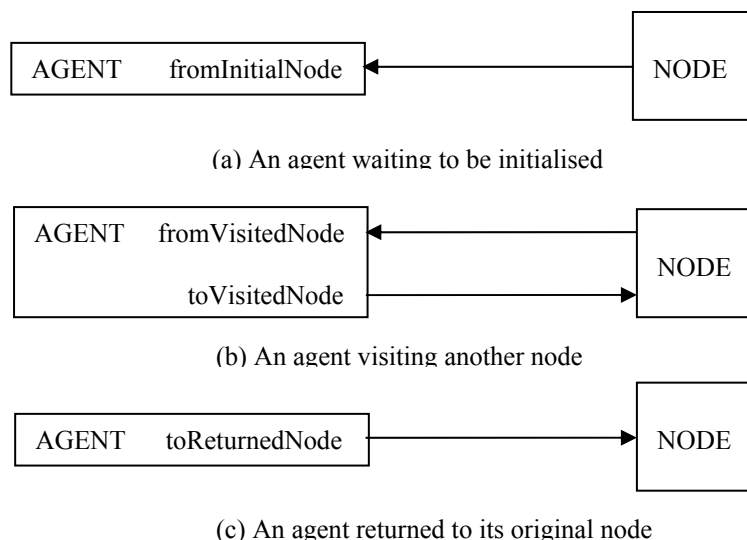 AGENT fromInitialNode NODE
(a) An agent waiting to be initialised
AGENT fromVisitedNode
NODE
toVisitedNode
(b) An agent visiting another node
AGENT toReturnedNode NODE
(c) An agent returned to its original node